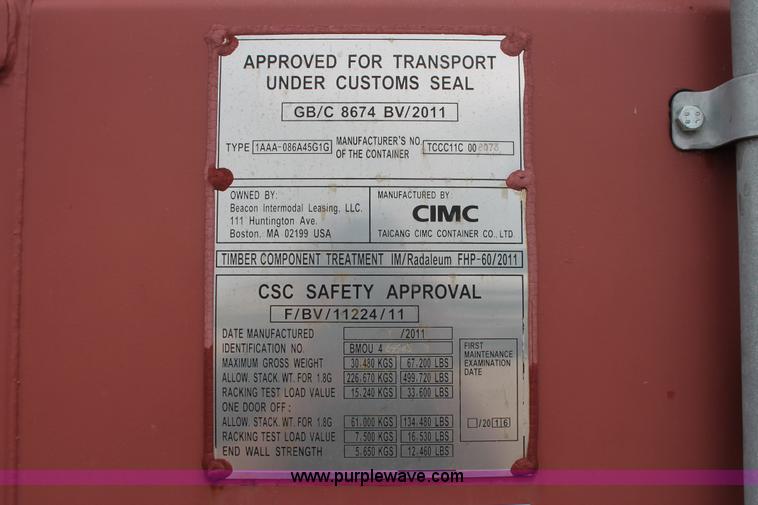 APPROVED FOR TRANSPORT
UNDER CUSTOMS SEAL
GB/C 8674 BV/2011
TYPE 1AAA-086A45G1G MANUFACTURER'S NO. OF THE CONTAINER TCCC11C 00
OWNED BY:
Beacon Intermodal Leasing, LLC.
111 Huntington Ave.
Boston, MA 02199 USA
MANUFACTURED BY:
CIMC
TAICANG CIMC CONTAINER CO., LTD.
TIMBER COMPONENT TREATMENT IM/Radaleum FHP-60/2011
CSC SAFETY APPROVAL
F/BV/11224/11
DATE MANUFACTURED /2011
IDENTIFICATION NO. BMOU 4
MAXIMUM GROSS WEIGHT 30.480 KGS 67.200 LBS
ALLOW. STACK WT. FOR 1.8G 226.670 KGS 499.720 LBS
RACKING TEST LOAD VALUE 15.240 KGS 33.600 LBS
ONE DOOR OFF:
ALLOW. STACK WT. FOR 1.8G 61.000 KGS 134.480 LBS
RACKING TEST LOAD VALUE 7.500 KGS 16.530 LBS
END WALL STRENGTH 5.650 KGS 12.460 LBS
FIRST
MAINTENANCE
EXAMINATION
DATE
/2016
www.purplewave.com